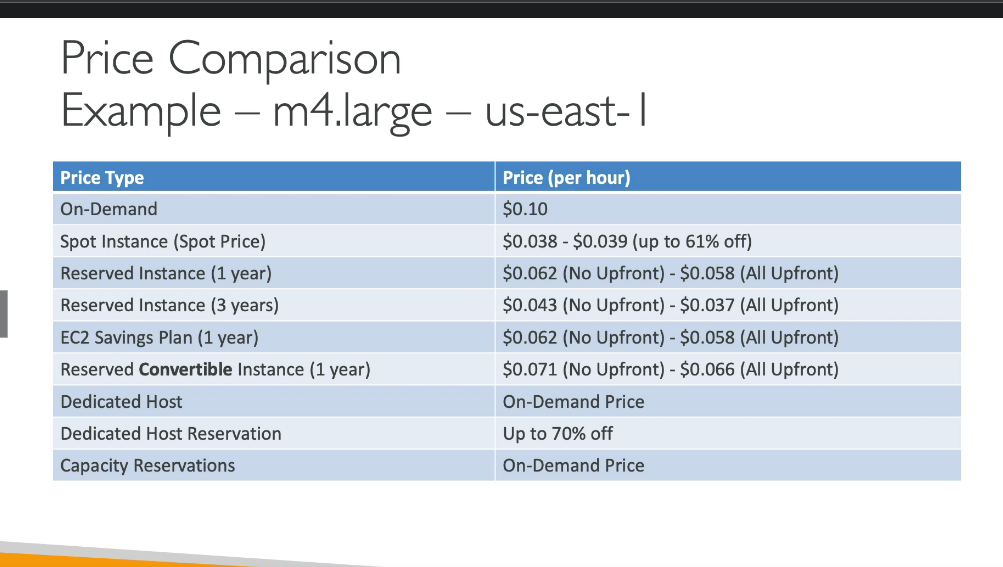 Price Comparison
Example – m4.large – us-east-1
Price Type Price (per hour)
On-Demand $0.10
Spot Instance (Spot Price) $0.038 - $0.039 (up to 61% off)
Reserved Instance (1 year) $0.062 (No Upfront) - $0.058 (All Upfront)
Reserved Instance (3 years) $0.043 (No Upfront) - $0.037 (All Upfront)
EC2 Savings Plan (1 year) $0.062 (No Upfront) - $0.058 (All Upfront)
Reserved Convertible Instance (1 year) $0.071 (No Upfront) - $0.066 (All Upfront)
Dedicated Host On-Demand Price
Dedicated Host Reservation Up to 70% off
Capacity Reservations On-Demand Price